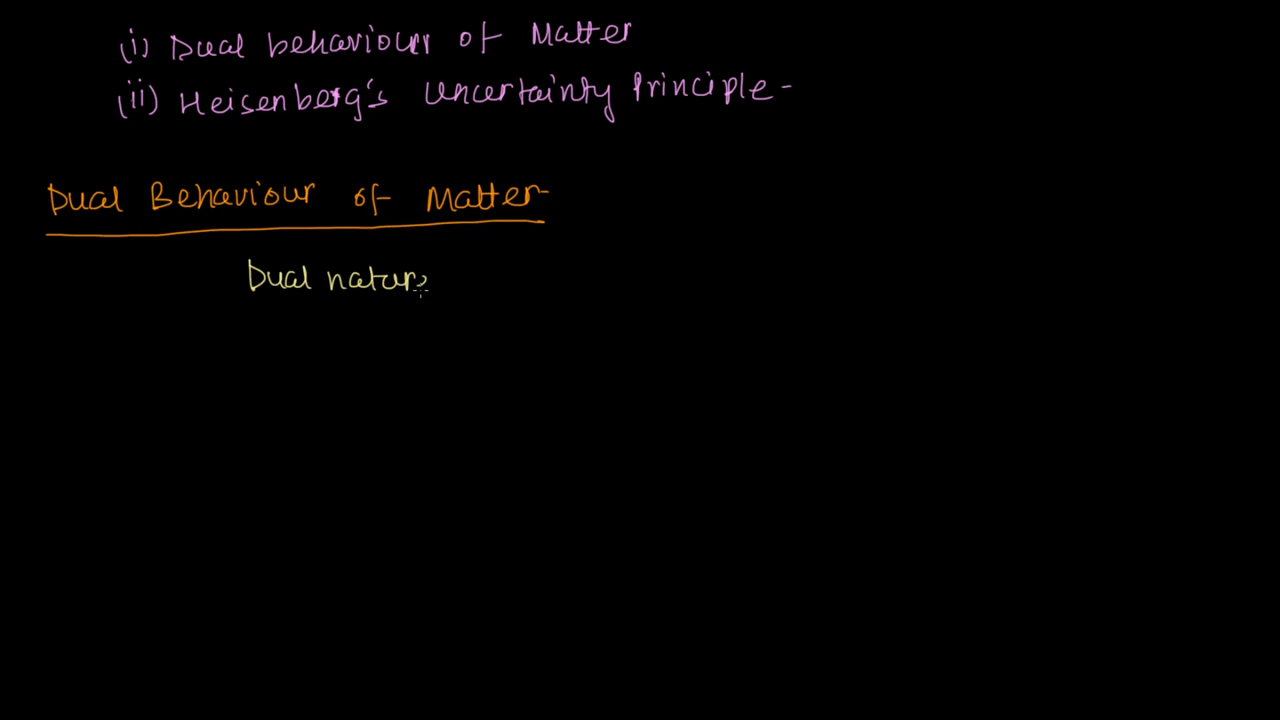 (i) Dual behaviour of Matter
(ii) Heisenberg's Uncertainty Principle -
Dual Behaviour of Matter
Dual nature